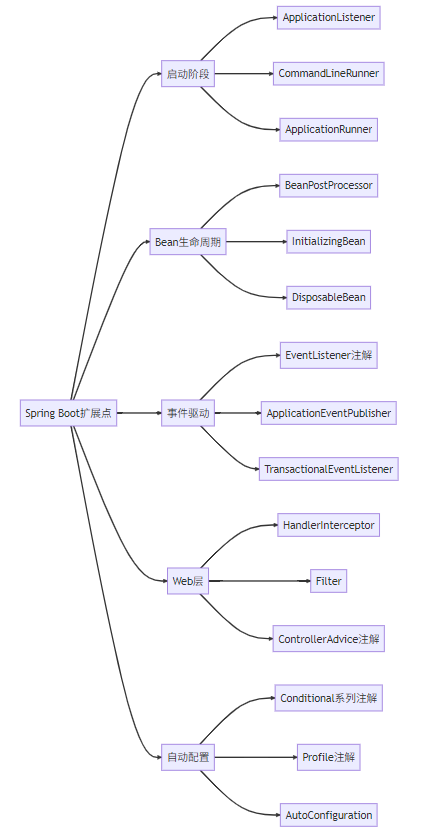 Spring Boot扩展点
启动阶段
ApplicationListener
CommandLineRunner
ApplicationRunner
Bean生命周期
BeanPostProcessor
InitializingBean
DisposableBean
事件驱动
EventListener注解
ApplicationEventPublisher
TransactionalEventListener
Web层
HandlerInterceptor
Filter
ControllerAdvice注解
自动配置
Conditional系列注解
Profile注解
AutoConfiguration